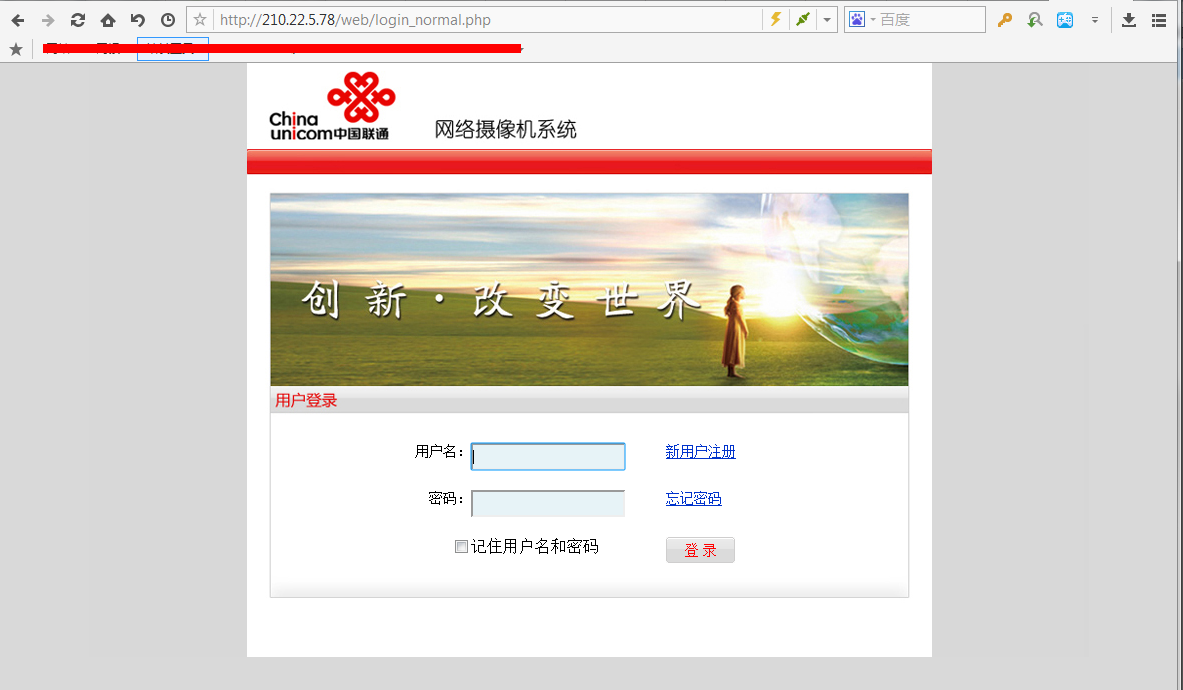 http://210.22.5.78/web/login_normal.php
百度
China
unicom中国联通
网络摄像机系统
创新·改变世界
用户登录
用户名：
新用户注册
密码：
忘记密码
记住用户名和密码
登 录